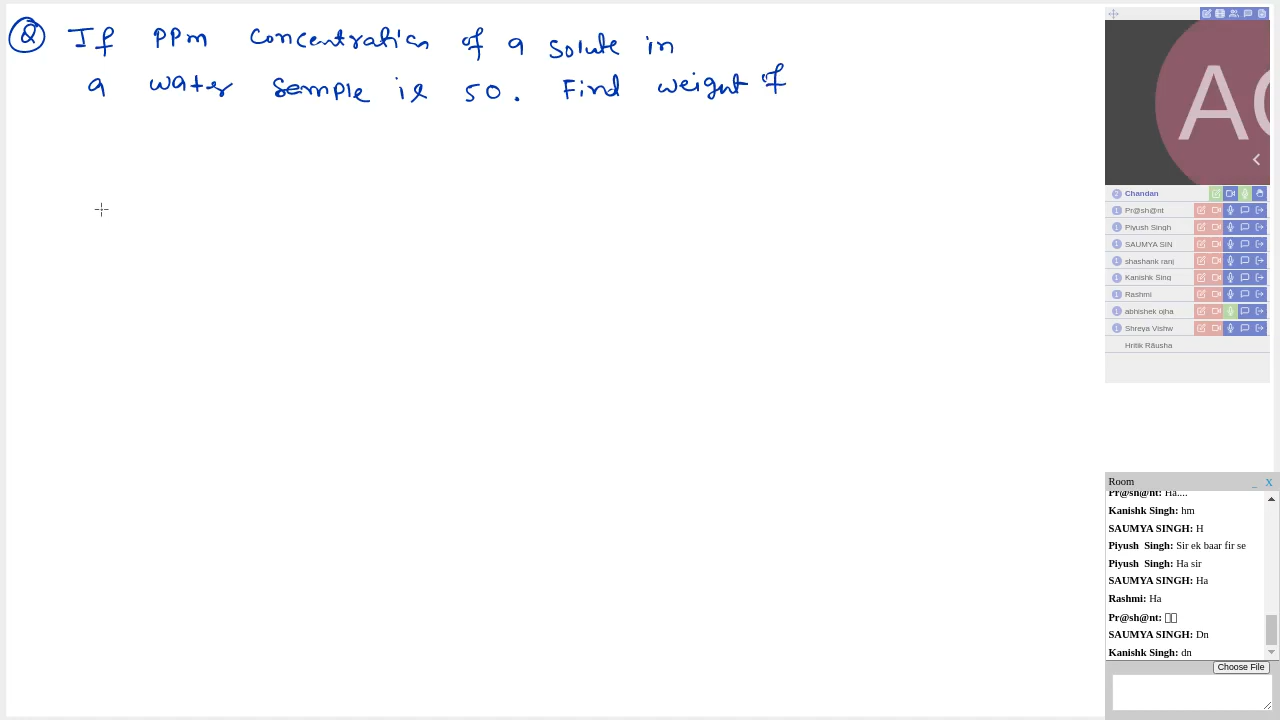 Q If PPm concentration of a solute in
a water sample is 50. Find weight of
AC
Chandan
Pr@sh@nt
Piyush Singh
SAUMYA SIN
shashank ranj
Kanishk Sing
Rashmi
abhishek ojha
Shreya Vishw
Hritik Räusha
Room _ X
Pr@sh@nt: Ha....
Kanishk Singh: hm
SAUMYA SINGH: H
Piyush Singh: Sir ek baar fir se
Piyush Singh: Ha sir
SAUMYA SINGH: Ha
Rashmi: Ha
Pr@sh@nt:
SAUMYA SINGH: Dn
Kanishk Singh: dn
Choose File